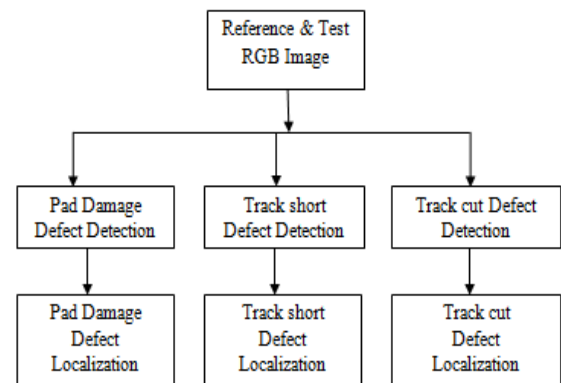 Reference & Test
RGB Image
Pad Damage
Defect Detection
Track short
Defect Detection
Track cut Defect
Detection
Pad Damage
Defect
Localization
Track short
Defect
Localization
Track cut
Defect
Localization